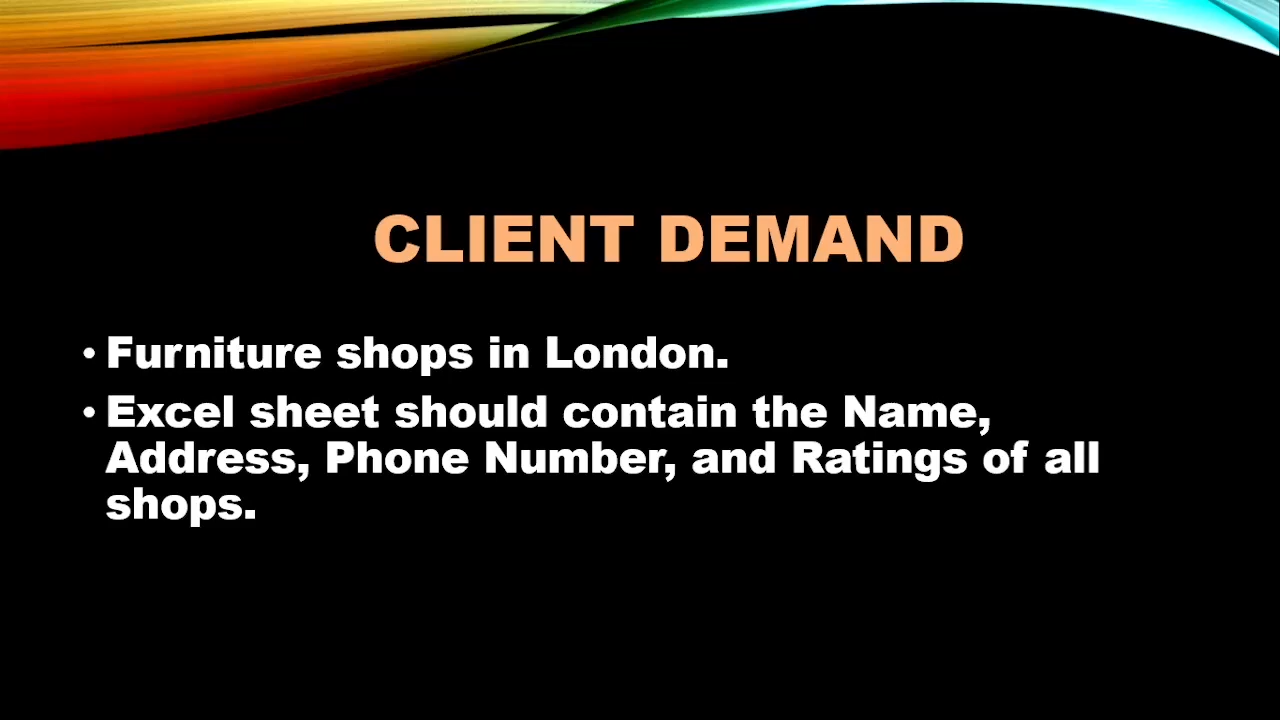 CLIENT DEMAND
• Furniture shops in London.
• Excel sheet should contain the Name,
Address, Phone Number, and Ratings of all
shops.